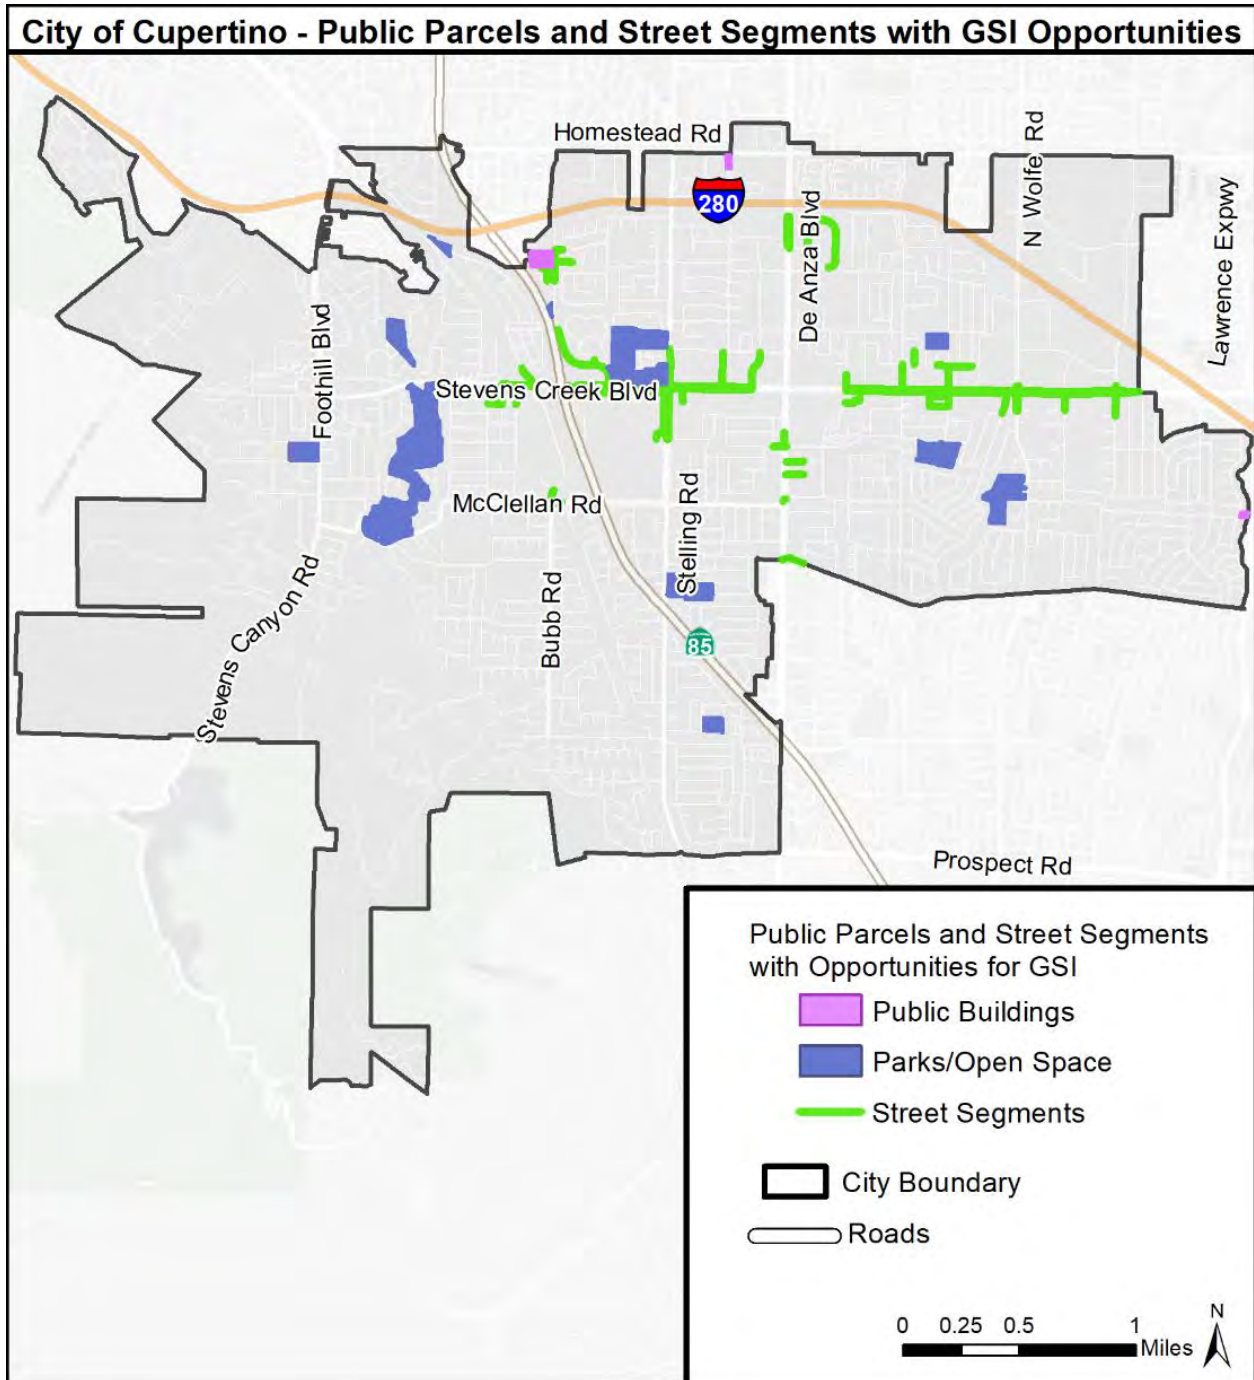 City of Cupertino - Public Parcels and Street Segments with GSI Opportunities
Homestead Rd
280
N Wolfe Rd
De Anza Blvd
Lawrence Expwy
Foothill Blvd
Stevens Creek Blvd
McClellan Rd
Stelling Rd
Bubb Rd
Stevens Canyon Rd
85
Prospect Rd
Public Parcels and Street Segments
with Opportunities for GSI
Public Buildings
Parks/Open Space
Street Segments
City Boundary
Roads
N
0 0.25 0.5 1
Miles